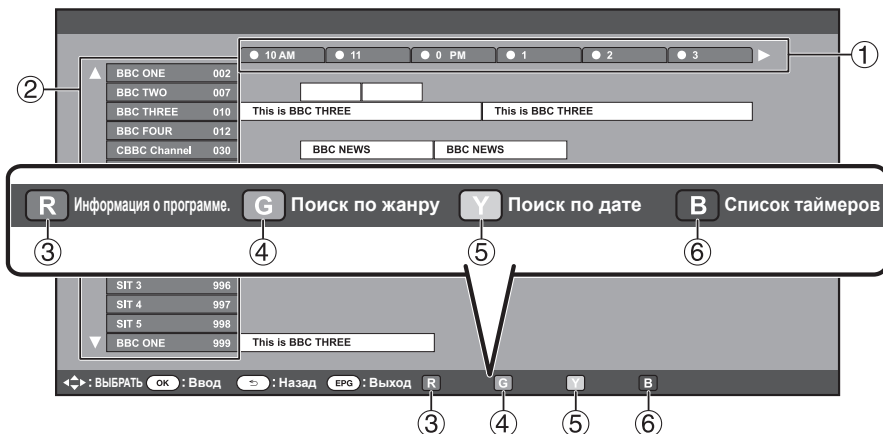 10 AM 11 0 PM 1 2 3
①
②
BBC ONE 002
BBC TWO 007
BBC THREE 010 This is BBC THREE This is BBC THREE
BBC FOUR 012
CBBC Channel 030 BBC NEWS BBC NEWS
R Информация о программе. G Поиск по жанру Y Поиск по дате B Список таймеров
③ ④ ⑤ ⑥
SIT 3 996
SIT 4 997
SIT 5 998
BBC ONE 999 This is BBC THREE
: ВЫБРАТЬ OK : Ввод : Назад EPG : Выход R G Y B
③ ④ ⑤ ⑥